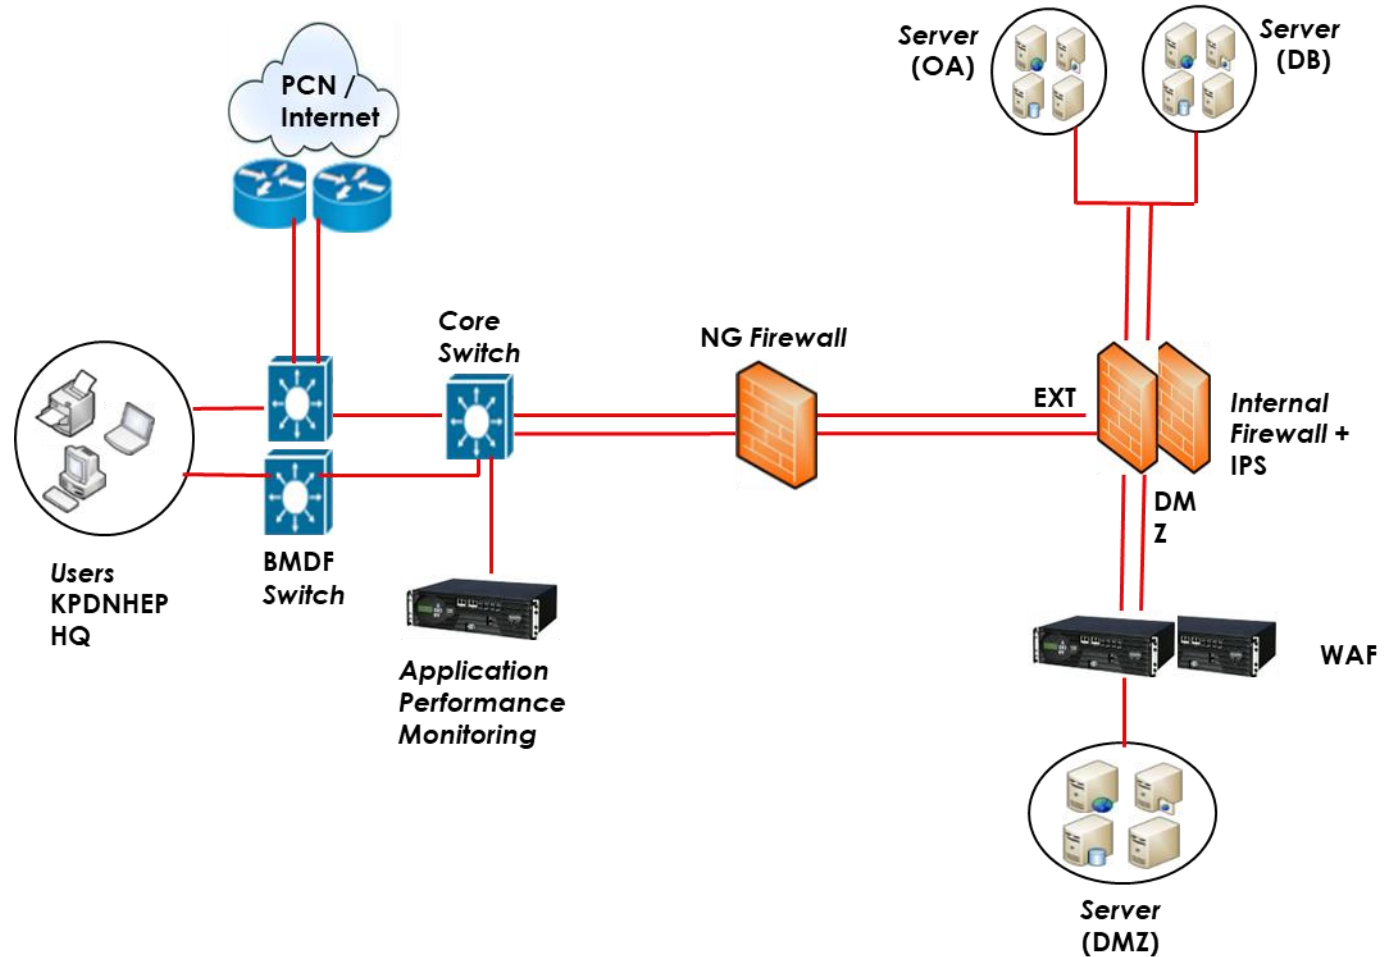 PCN /
Internet
Server
(OA)
Server
(DB)
Core
Switch
NG Firewall
EXT
Internal
Firewall +
IPS
DM
Z
Users
KPDNHEP
HQ
BMDF
Switch
Application
Performance
Monitoring
WAF
Server
(DMZ)